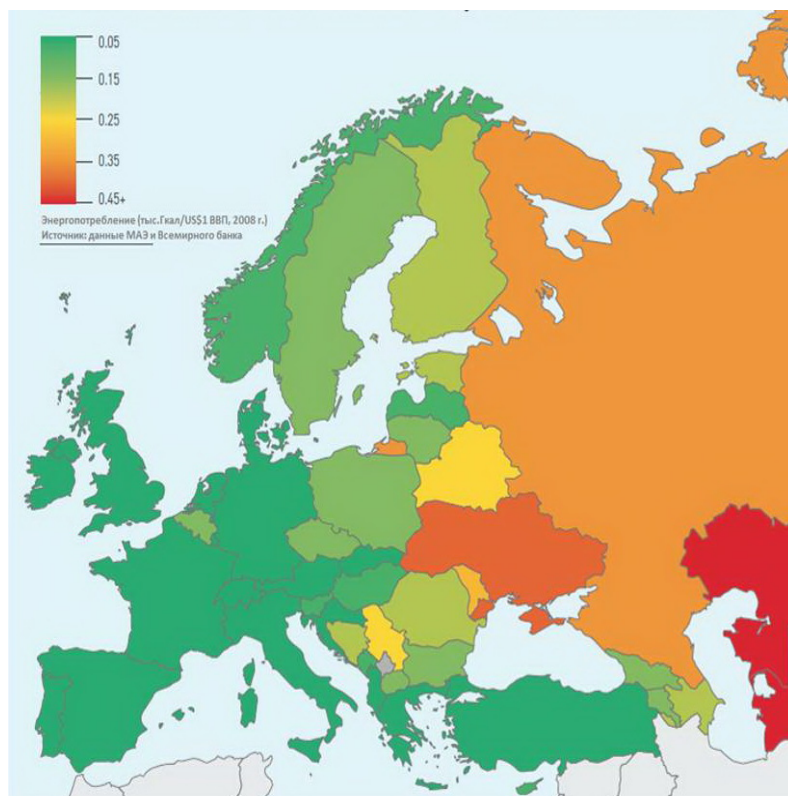 0.05
0.15
0.25
0.35
0.45+
Энергопотребление (тыс.Гкал/US$1 ВВП, 2008 г.)
Источник: данные МАЭ и Всемирного банка